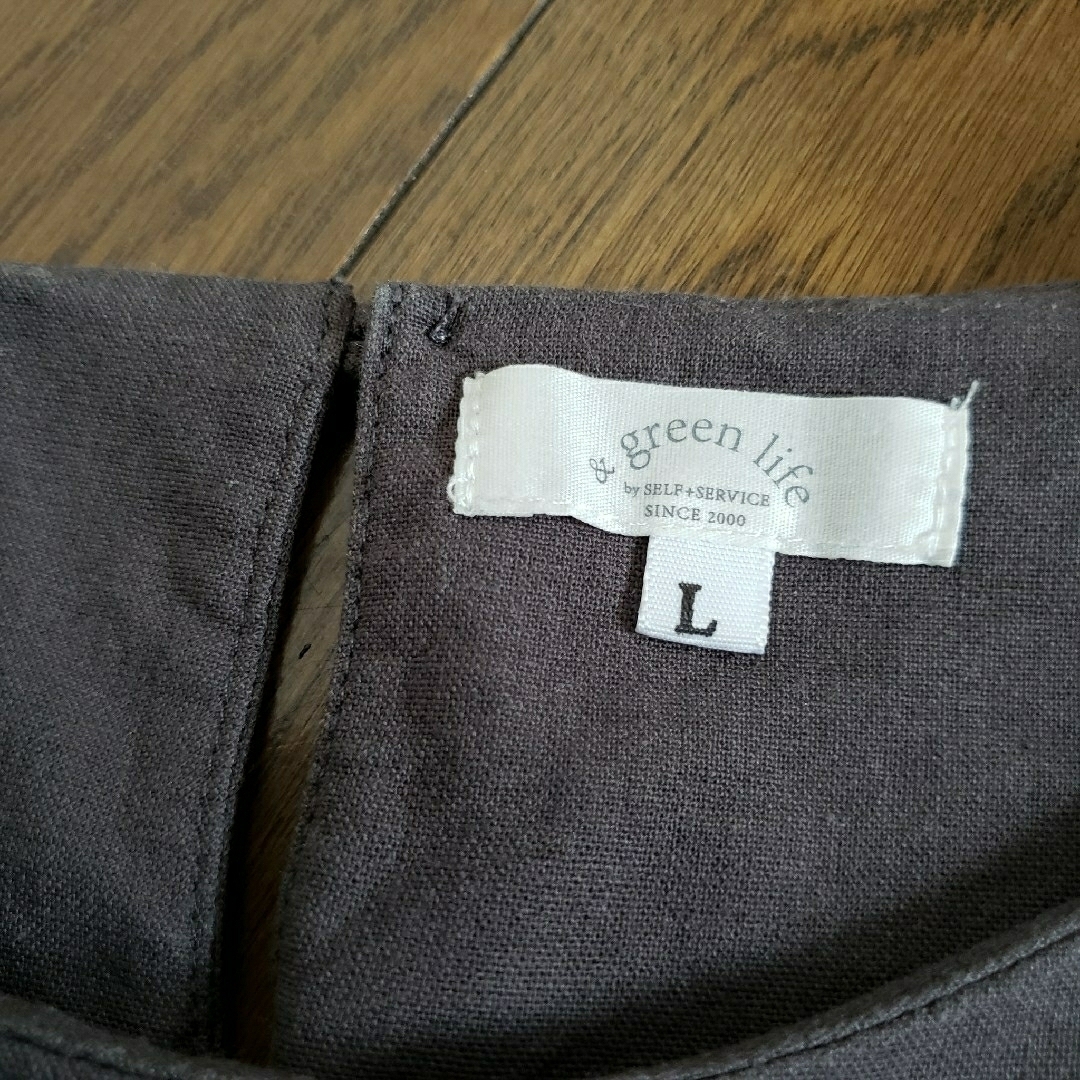 & green life
by SELF+SERVICE
SINCE 2000
L